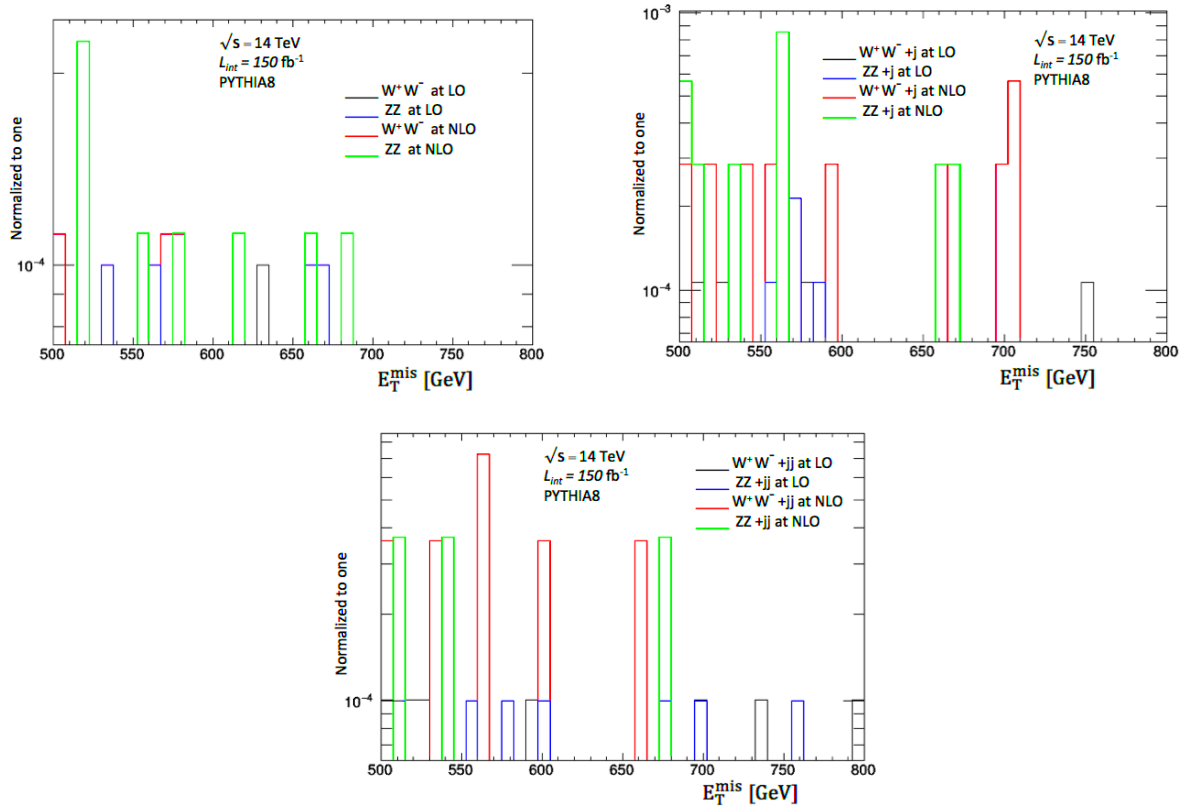 √s = 14 TeV
L_int = 150 fb⁻¹
PYTHIA8
W⁺W⁻ at LO
ZZ at LO
W⁺W⁻ at NLO
ZZ at NLO
Normalized to one
10⁻⁴
500 550 600 650 700 750 800
E_T^mis [GeV]
10⁻³
W⁺W⁻ +j at LO
ZZ +j at LO
W⁺W⁻ +j at NLO
ZZ +j at NLO
√s = 14 TeV
L_int = 150 fb⁻¹
PYTHIA8
Normalized to one
10⁻⁴
500 550 600 650 700 750 800
E_T^mis [GeV]
√s = 14 TeV
L_int = 150 fb⁻¹
PYTHIA8
W⁺W⁻ +jj at LO
ZZ +jj at LO
W⁺W⁻ +jj at NLO
ZZ +jj at NLO
Normalized to one
10⁻⁴
500 550 600 650 700 750 800
E_T^mis [GeV]